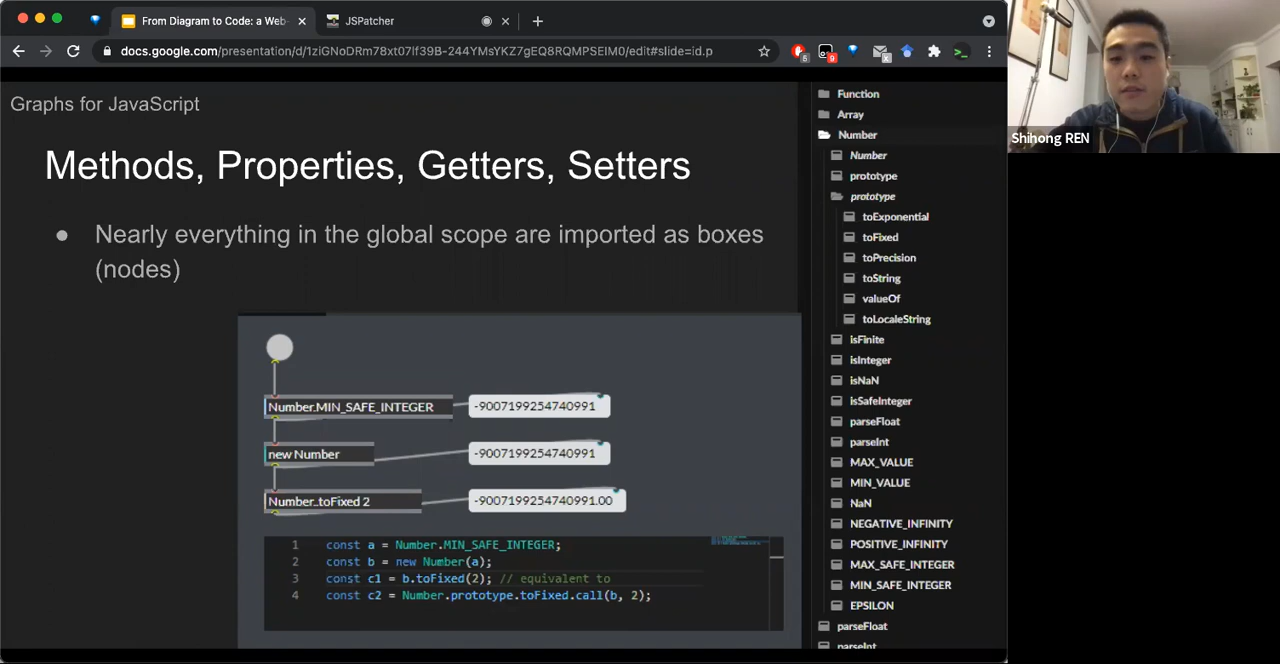 From Diagram to Code: a Web-
JSPatcher
docs.google.com/presentation/d/1ziGNoDRm78xt07lf39B-244YMsYKZ7gEQ8RQMPSEIM0/edit#slide=id.p
6
9
x
>_
Graphs for JavaScript
Methods, Properties, Getters, Setters
● Nearly everything in the global scope are imported as boxes
(nodes)
Number.MIN_SAFE_INTEGER
-9007199254740991
new Number
-9007199254740991
Number..toFixed 2
-9007199254740991.00
1 const a = Number.MIN_SAFE_INTEGER;
2 const b = new Number(a);
3 const c1 = b.toFixed(2); // equivalent to
4 const c2 = Number.prototype.toFixed.call(b, 2);
Function
Array
Number
Number
prototype
prototype
toExponential
toFixed
toPrecision
toString
valueOf
toLocaleString
isFinite
isInteger
isNaN
isSafeInteger
parseFloat
parseInt
MAX_VALUE
MIN_VALUE
NaN
NEGATIVE_INFINITY
POSITIVE_INFINITY
MAX_SAFE_INTEGER
MIN_SAFE_INTEGER
EPSILON
parseFloat
parseInt
Shihong REN